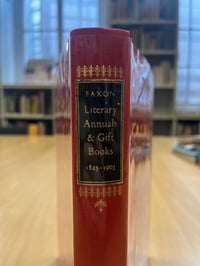 FAXON
Literary
Annuals
& Gift
Books
1823-1903